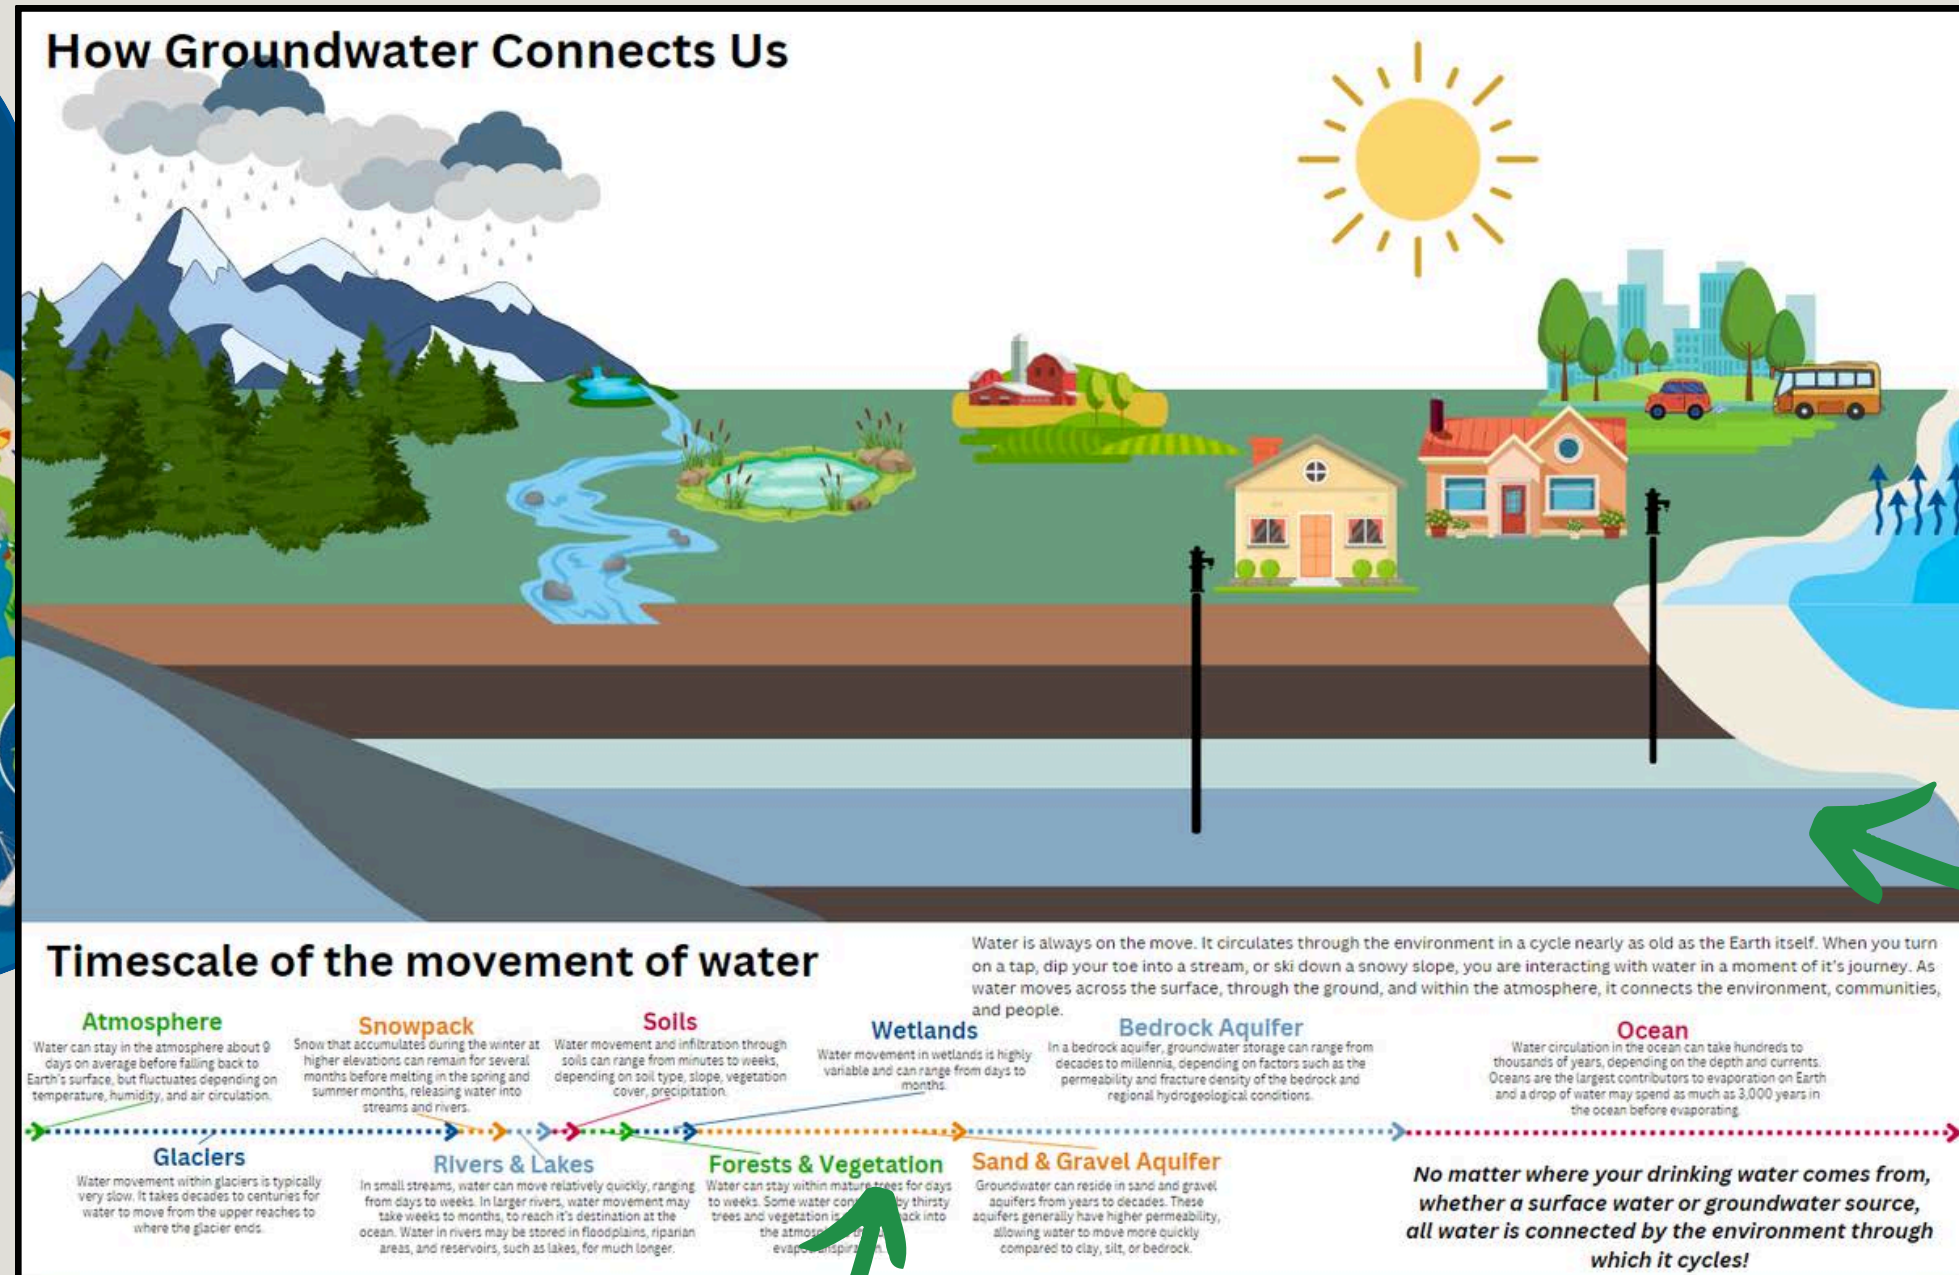 How Groundwater Connects Us
Timescale of the movement of water
Water is always on the move. It circulates through the environment in a cycle nearly as old as the Earth itself. When you turn
on a tap, dip your toe into a stream, or ski down a snowy slope, you are interacting with water in a moment of it's journey. As
water moves across the surface, through the ground, and within the atmosphere, it connects the environment, communities,
and people.
Atmosphere
Water can stay in the atmosphere about 9
days on average before falling back to
Earth's surface, but fluctuates depending on
temperature, humidity, and air circulation.
Snowpack
Snow that accumulates during the winter at
higher elevations can remain for several
months before melting in the spring and
summer months, releasing water into
streams and rivers.
Soils
Water movement and infiltration through
soils can range from minutes to weeks,
depending on soil type, slope, vegetation
cover, precipitation.
Wetlands
Water movement in wetlands is highly
variable and can range from days to
months.
Bedrock Aquifer
In a bedrock aquifer, groundwater storage can range from
decades to millennia, depending on factors such as the
permeability and fracture density of the bedrock and
regional hydrogeological conditions.
Ocean
Water circulation in the ocean can take hundreds to
thousands of years, depending on the depth and currents.
Oceans are the largest contributors to evaporation on Earth
and a drop of water may spend as much as 3,000 years in
the ocean before evaporating.
Glaciers
Water movement within glaciers is typically
very slow. It takes decades to centuries for
water to move from the upper reaches to
where the glacier ends.
Rivers & Lakes
In small streams, water can move relatively quickly, ranging
from days to weeks. In larger rivers, water movement may
take weeks to months, to reach it's destination at the
ocean. Water in rivers may be stored in floodplains, riparian
areas, and reservoirs, such as lakes, for much longer.
Forests & Vegetation
Water can stay within mature trees for days
to weeks. Some water by thirsty
trees and vegetation is back into
the
Sand & Gravel Aquifer
Groundwater can reside in sand and gravel
aquifers from years to decades. These
aquifers generally have higher permeability,
allowing water to move more quickly
compared to clay, silt, or bedrock.
No matter where your drinking water comes from,
whether a surface water or groundwater source,
all water is connected by the environment through
which it cycles!